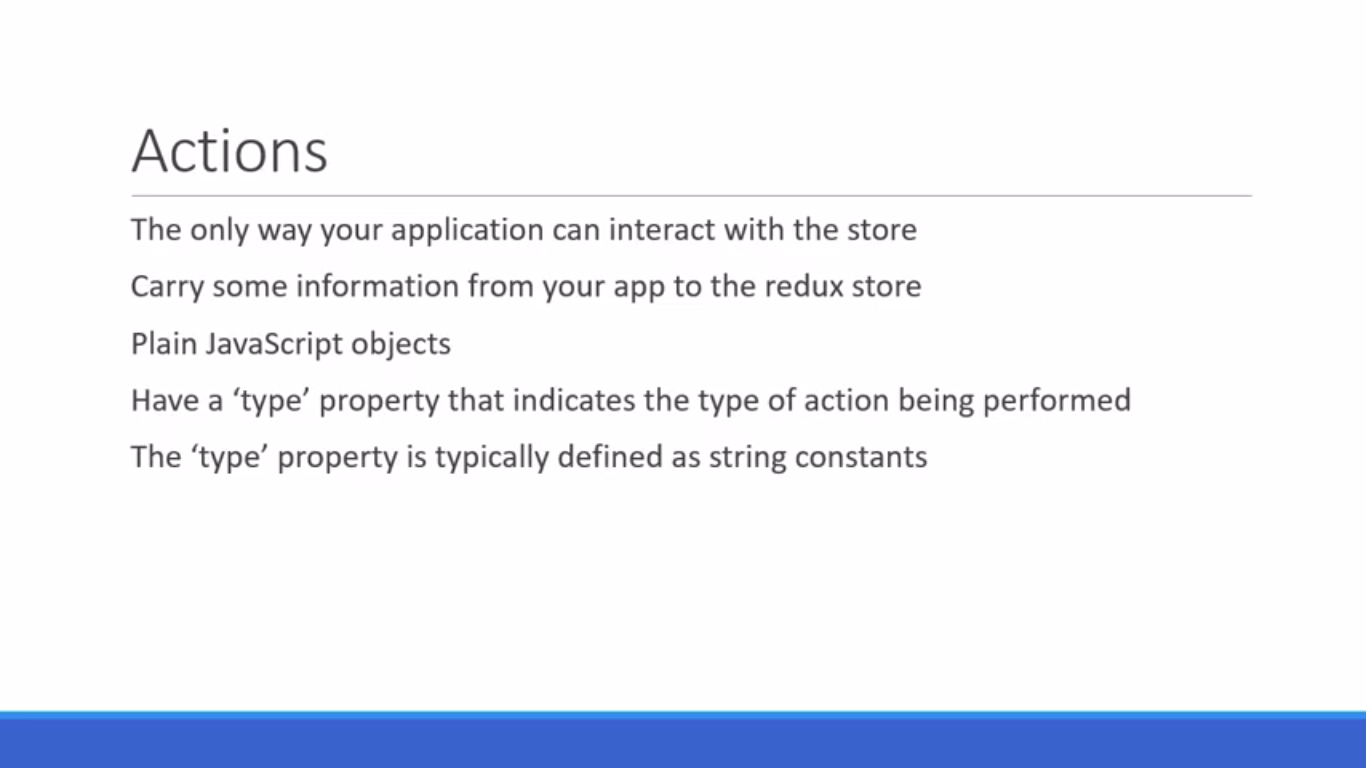 Actions
The only way your application can interact with the store
Carry some information from your app to the redux store
Plain JavaScript objects
Have a ‘type’ property that indicates the type of action being performed
The ‘type’ property is typically defined as string constants